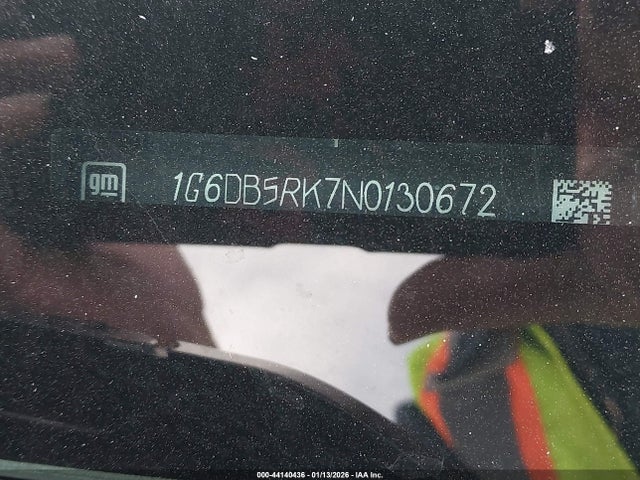 gm 1G6DB5RK7N0130672
000-44140436 - 01/13/2026 - IAA Inc.